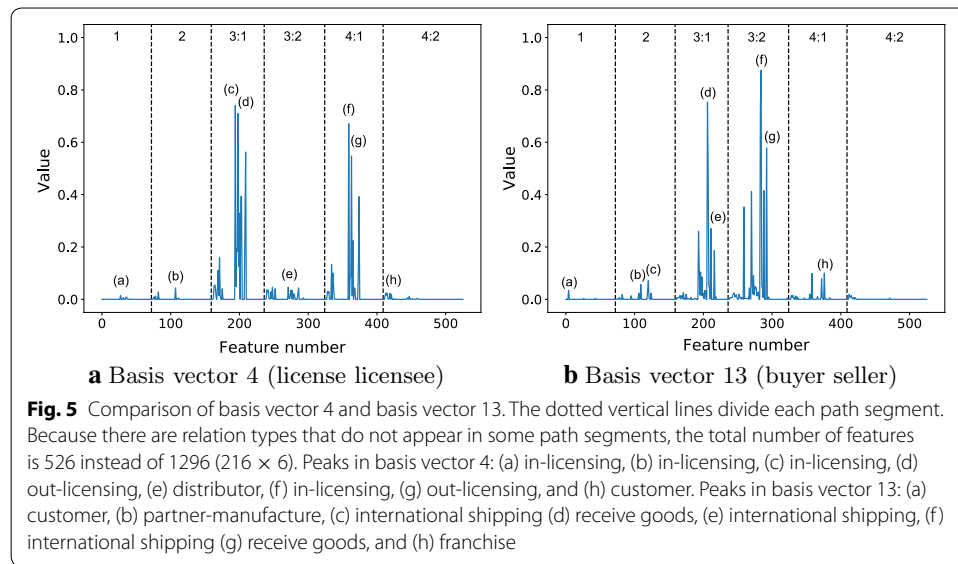 1 2 3:1 3:2 4:1 4:2
1.0
0.8
0.6
0.4
0.2
0.0
Value
(a) (b) (c) (d) (e) (f) (g) (h)
0 100 200 300 400 500
Feature number
a Basis vector 4 (license licensee)
1 2 3:1 3:2 4:1 4:2
1.0
0.8
0.6
0.4
0.2
0.0
Value
(a) (b) (c) (d) (e) (f) (g) (h)
0 100 200 300 400 500
Feature number
b Basis vector 13 (buyer seller)
Fig. 5 Comparison of basis vector 4 and basis vector 13. The dotted vertical lines divide each path segment.
Because there are relation types that do not appear in some path segments, the total number of features
is 526 instead of 1296 (216 × 6). Peaks in basis vector 4: (a) in-licensing, (b) in-licensing, (c) in-licensing, (d)
out-licensing, (e) distributor, (f) in-licensing, (g) out-licensing, and (h) customer. Peaks in basis vector 13: (a)
customer, (b) partner-manufacture, (c) international shipping (d) receive goods, (e) international shipping, (f)
international shipping (g) receive goods, and (h) franchise